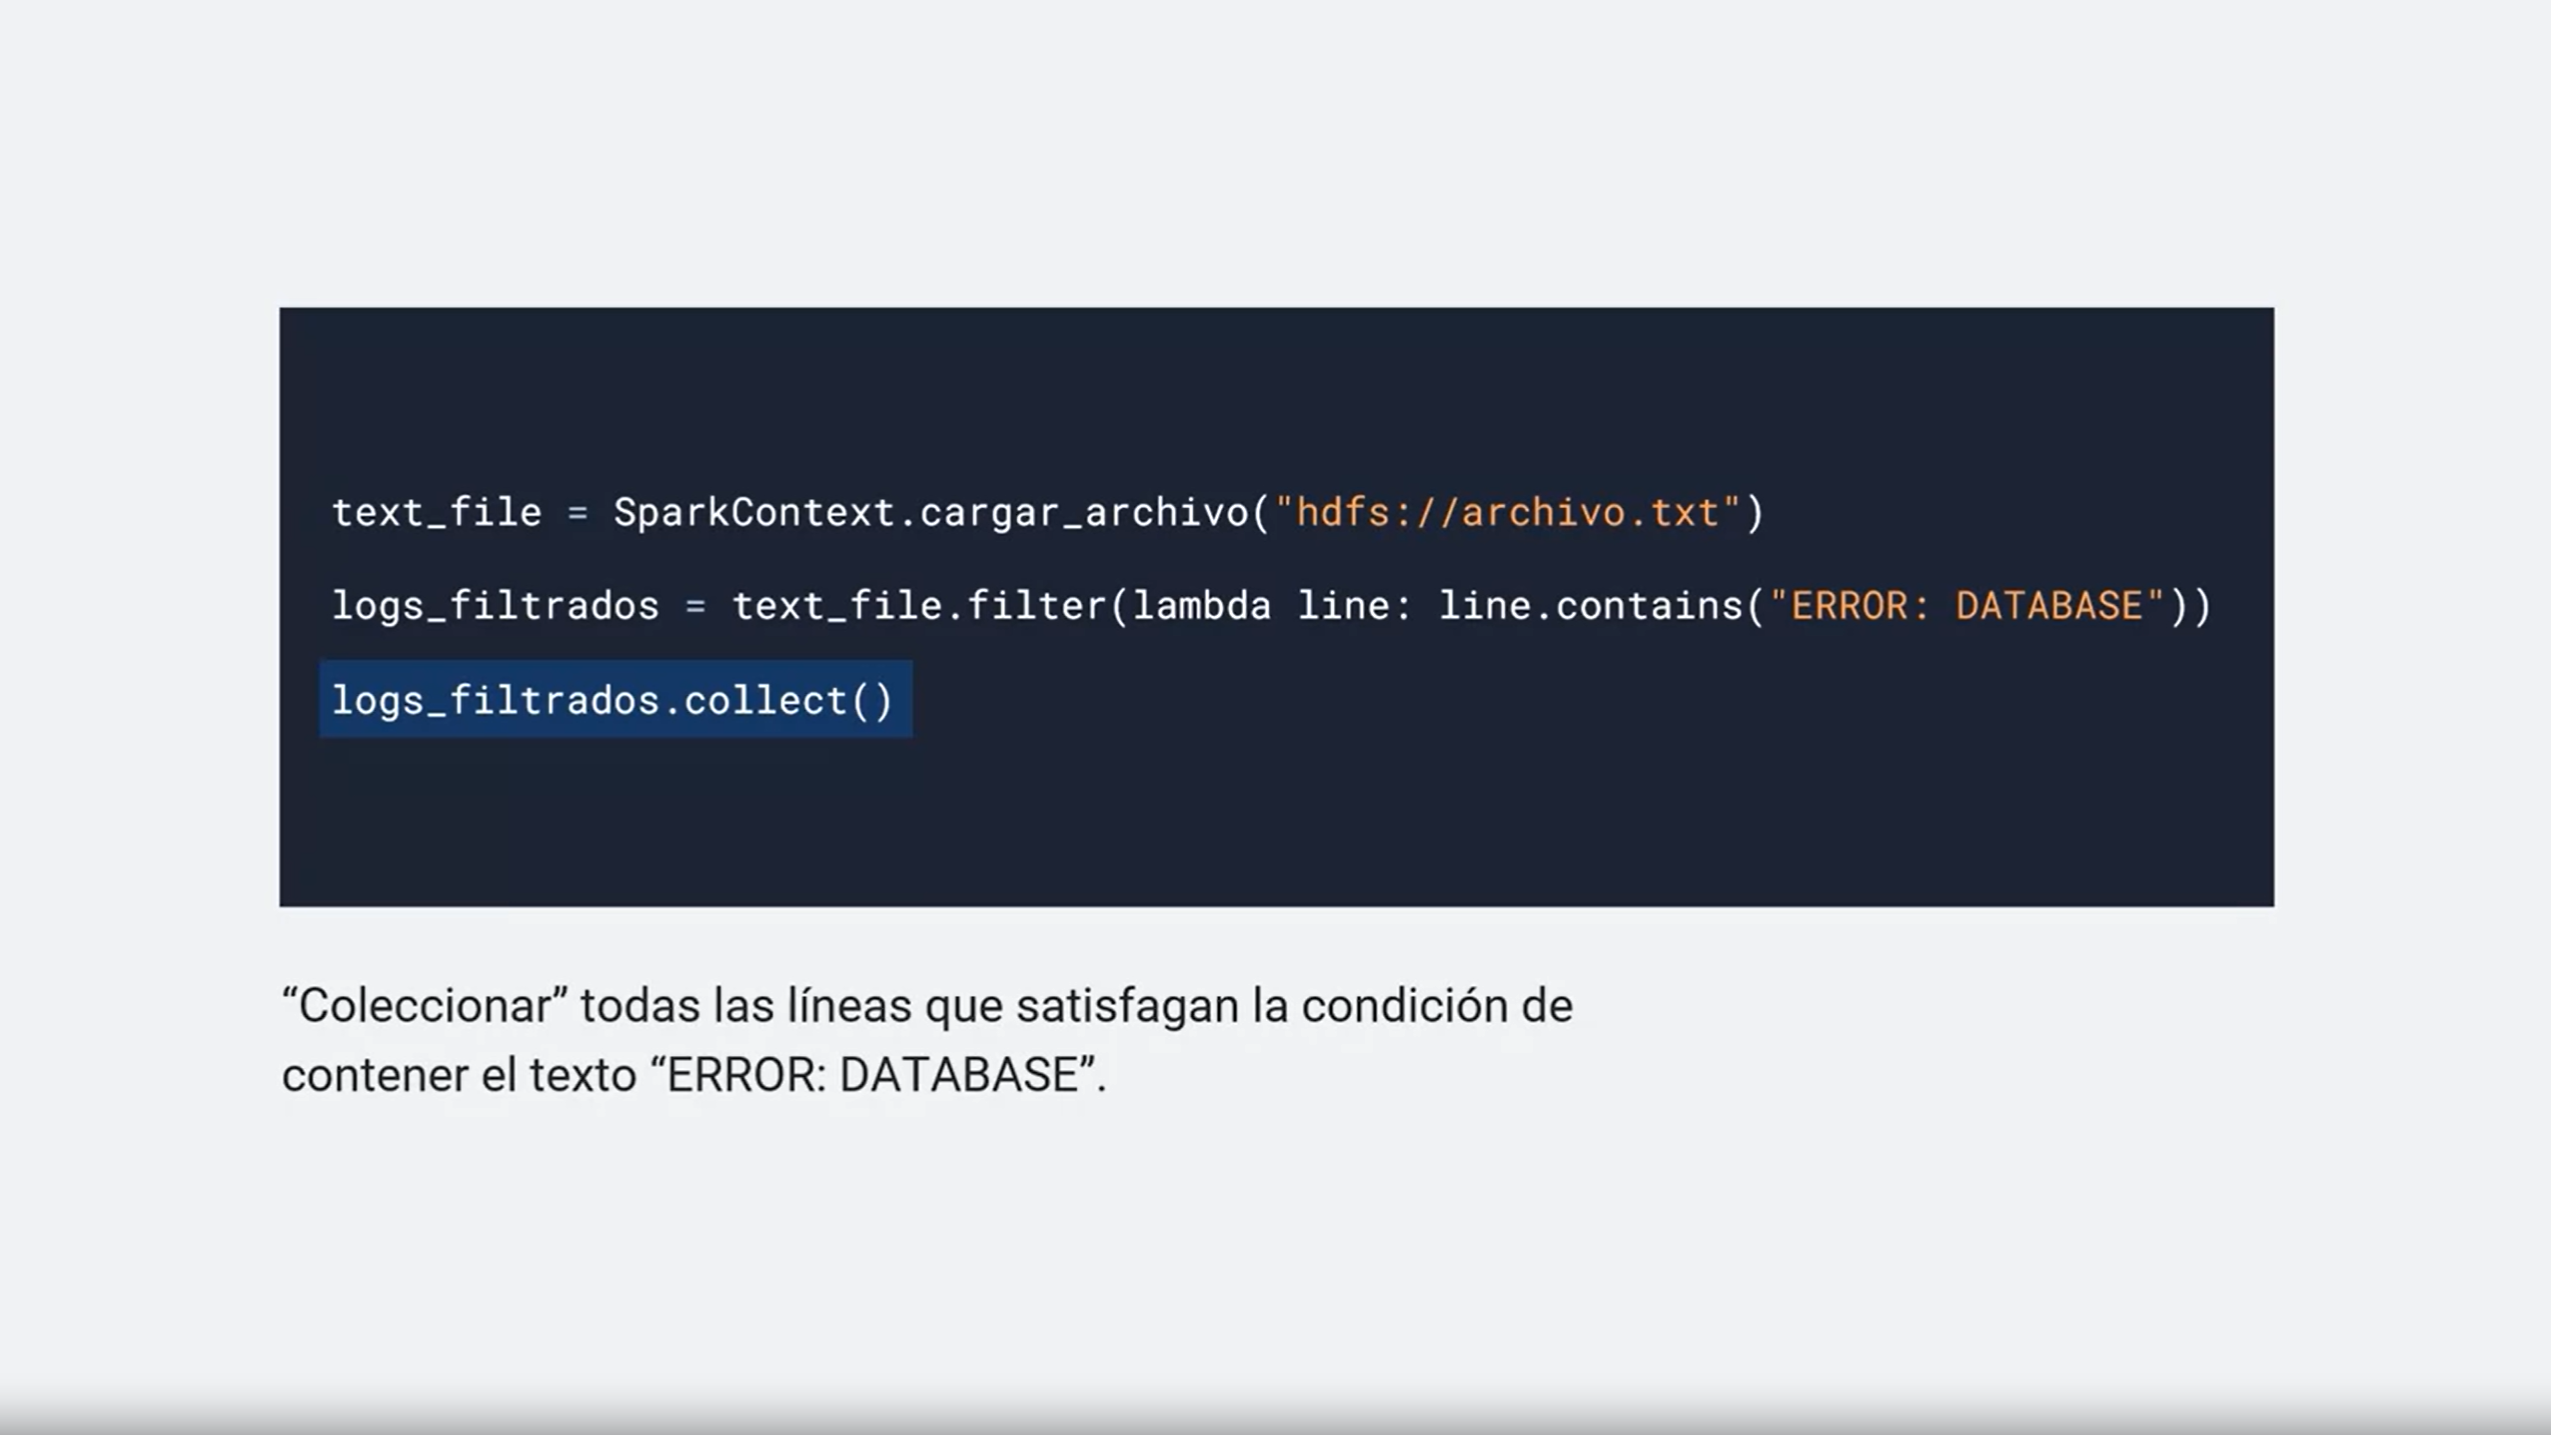 text_file = SparkContext.cargar_archivo("hdfs://archivo.txt")
logs_filtrados = text_file.filter(lambda line: line.contains("ERROR: DATABASE"))
logs_filtrados.collect()
“Coleccionar” todas las líneas que satisfagan la condición de
contener el texto “ERROR: DATABASE”.